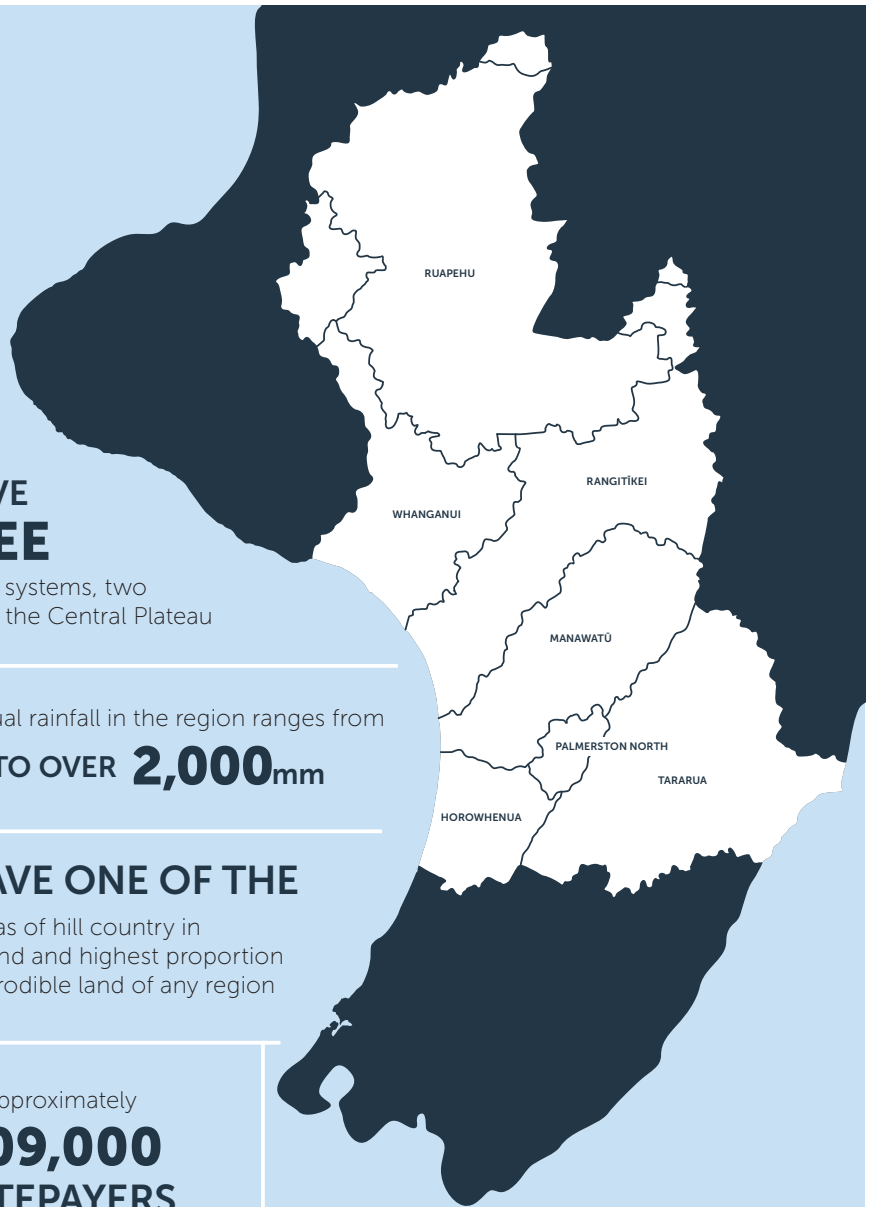 VE
EE
systems, two
the Central Plateau
ual rainfall in the region ranges from
TO OVER 2,000mm
AVE ONE OF THE
as of hill country in
nd and highest proportion
rodible land of any region
pproximately
09,000
TEPAYERS
RUAPEHU
RANGITĪKEI
WHANGANUI
MANAWATŪ
PALMERSTON NORTH
TARARUA
HOROWHENUA